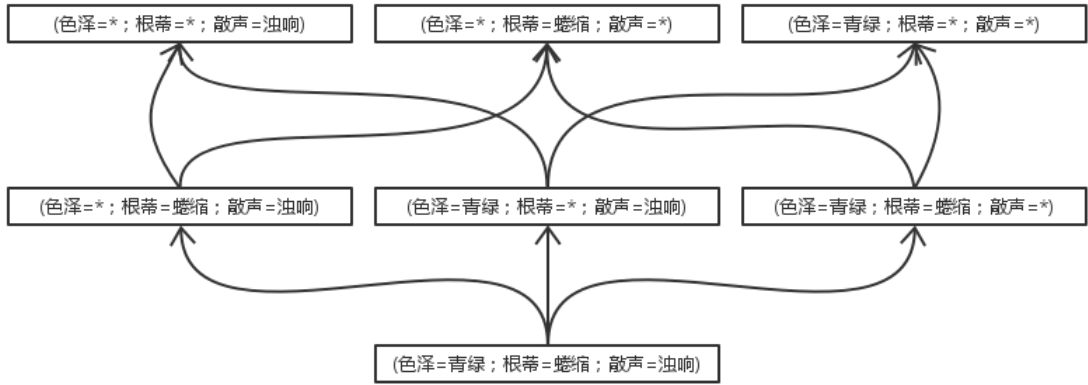 (色泽=*；根蒂=*；敲声=浊响)
(色泽=*；根蒂=蜷缩；敲声=*)
(色泽=青绿；根蒂=*；敲声=*)
(色泽=*；根蒂=蜷缩；敲声=浊响)
(色泽=青绿；根蒂=*；敲声=浊响)
(色泽=青绿；根蒂=蜷缩；敲声=*)
(色泽=青绿；根蒂=蜷缩；敲声=浊响)